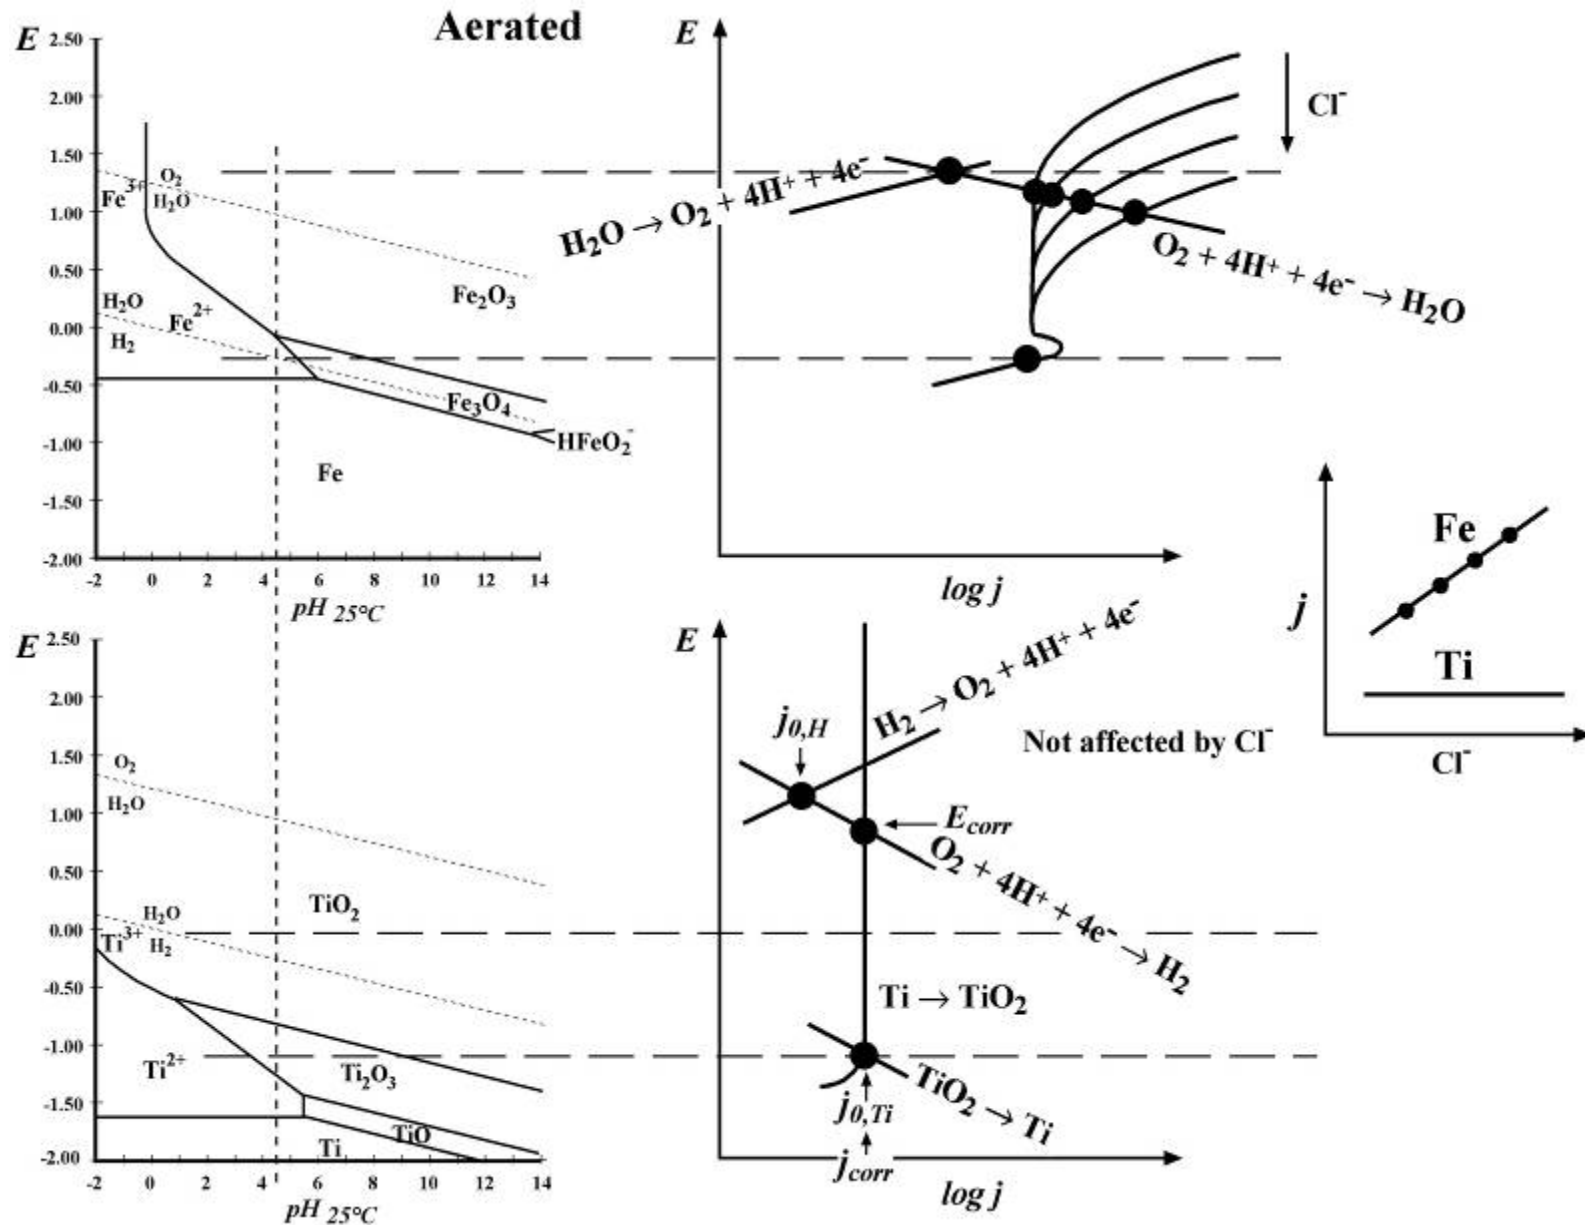 Aerated
E
2.50
2.00
1.50
1.00
0.50
0.00
-0.50
-1.00
-1.50
-2.00
-2 0 2 4 6 8 10 12 14
pH 25°C
Fe3+
O2
H2O
Fe2O3
H2O
H2
Fe2+
Fe3O4
HFeO2-
Fe
E
Cl-
H2O → O2 + 4H+ + 4e-
O2 + 4H+ + 4e- → H2O
log j
j
Fe
Ti
Cl-
E
2.50
2.00
1.50
1.00
0.50
0.00
-0.50
-1.00
-1.50
-2.00
-2 0 2 4 6 8 10 12 14
pH 25°C
O2
H2O
TiO2
H2O
H2
Ti3+
Ti2+
Ti2O3
TiO
Ti
E
H2 → O2 + 4H+ + 4e-
j0,H
Not affected by Cl-
Ecorr
O2 + 4H+ + 4e- → H2
Ti → TiO2
TiO2 → Ti
j0,Ti
jcorr
log j